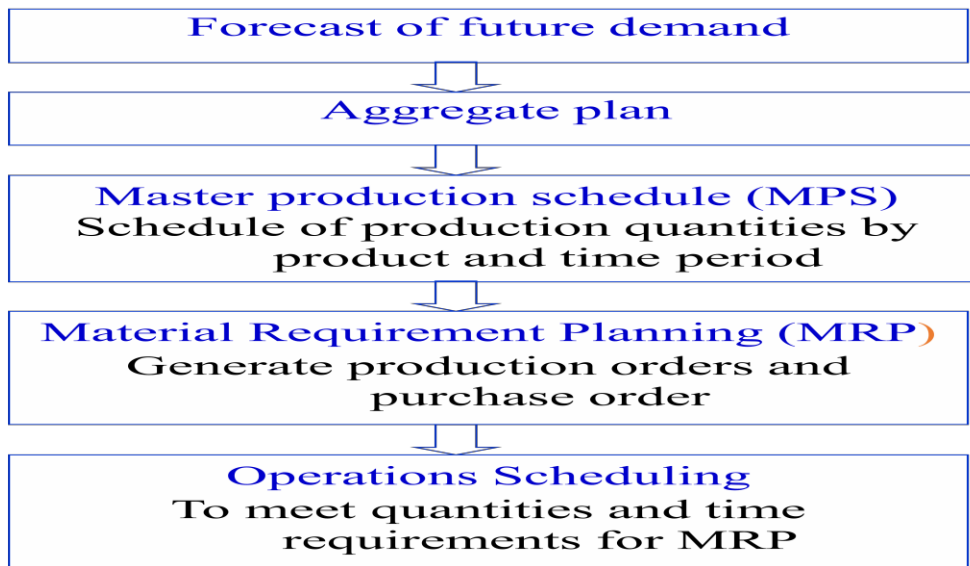 Forecast of future demand
Aggregate plan
Master production schedule (MPS)
Schedule of production quantities by
product and time period
Material Requirement Planning (MRP)
Generate production orders and
purchase order
Operations Scheduling
To meet quantities and time
requirements for MRP